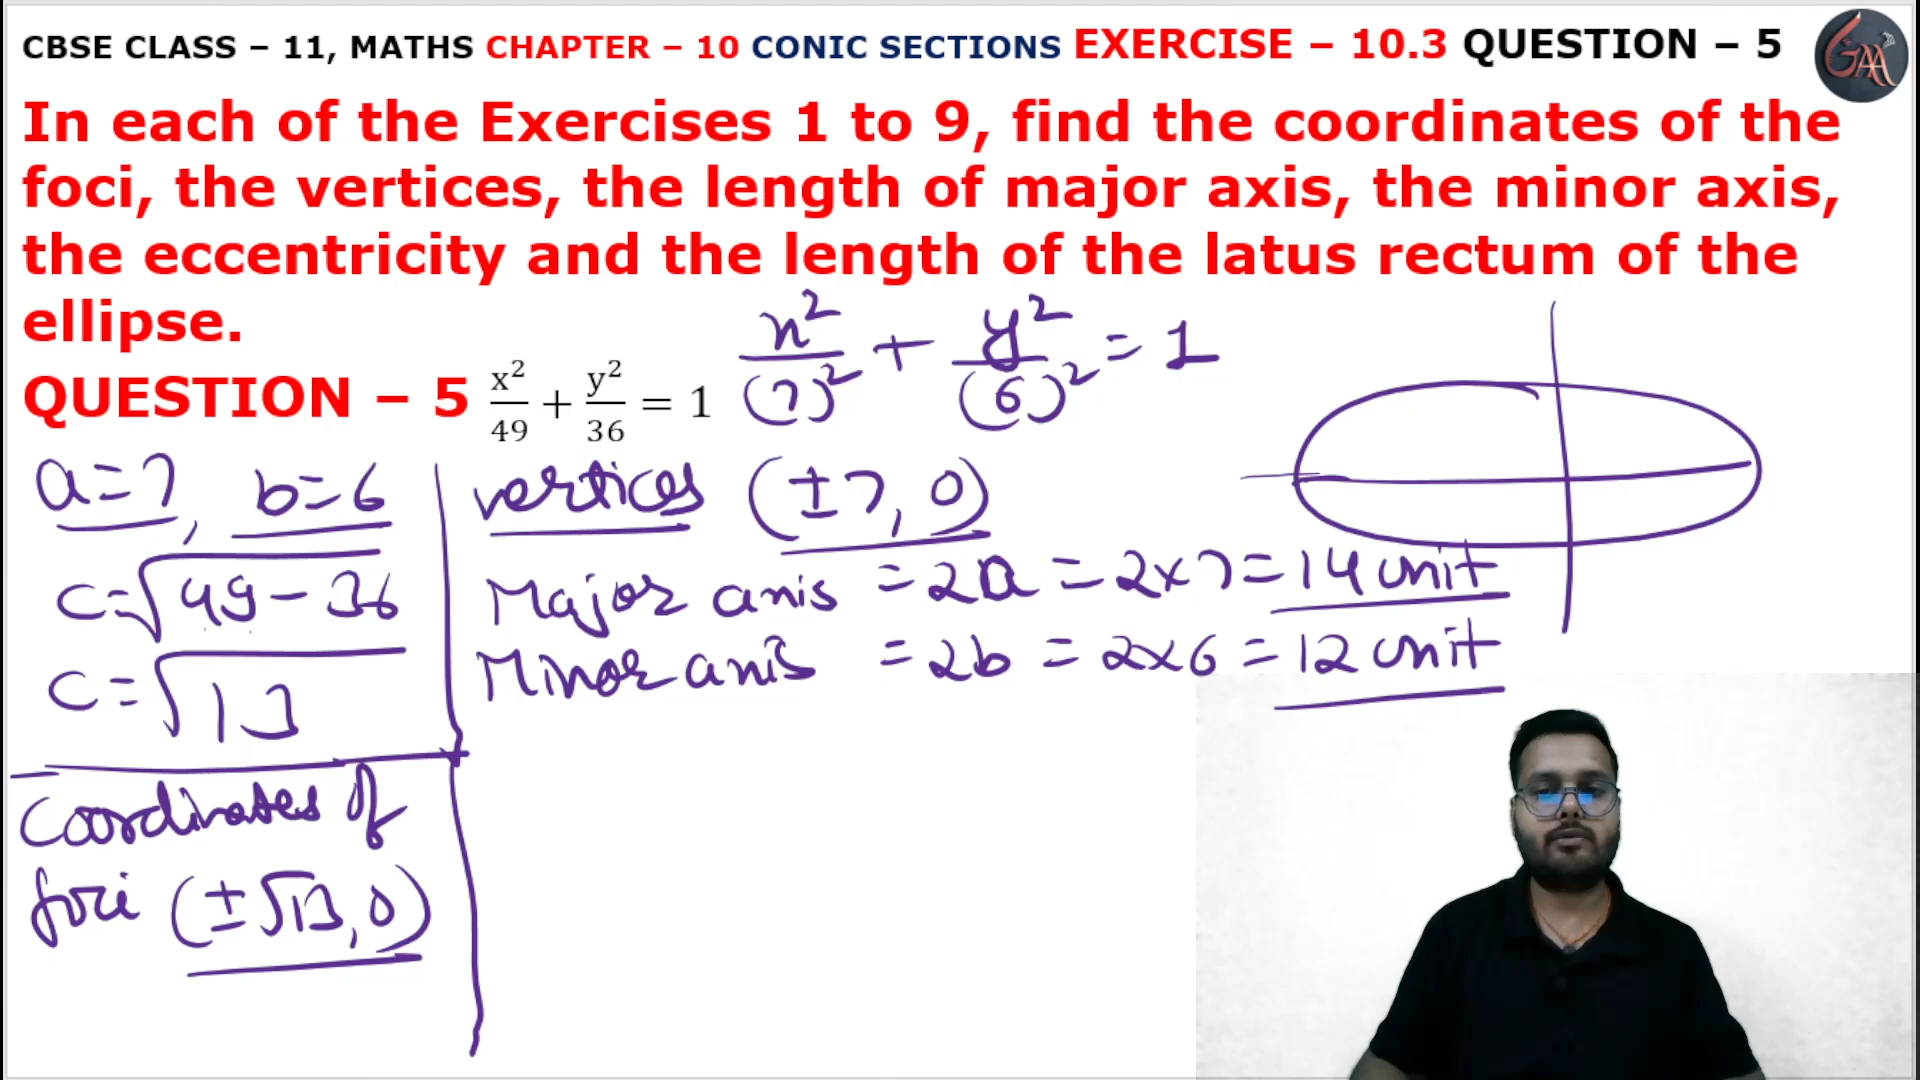 CBSE CLASS – 11, MATHS CHAPTER – 10 CONIC SECTIONS EXERCISE – 10.3 QUESTION – 5
In each of the Exercises 1 to 9, find the coordinates of the
foci, the vertices, the length of major axis, the minor axis,
the eccentricity and the length of the latus rectum of the
ellipse.
x²/(7)² + y²/(6)² = 1
QUESTION – 5 x²/49 + y²/36 = 1
a=7, b=6
c=√49-36
c=√13
Coordinates of
foci (±√13, 0)
vertices (±7, 0)
Major axis = 2a = 2×7 = 14 unit
Minor axis = 2b = 2×6 = 12 unit